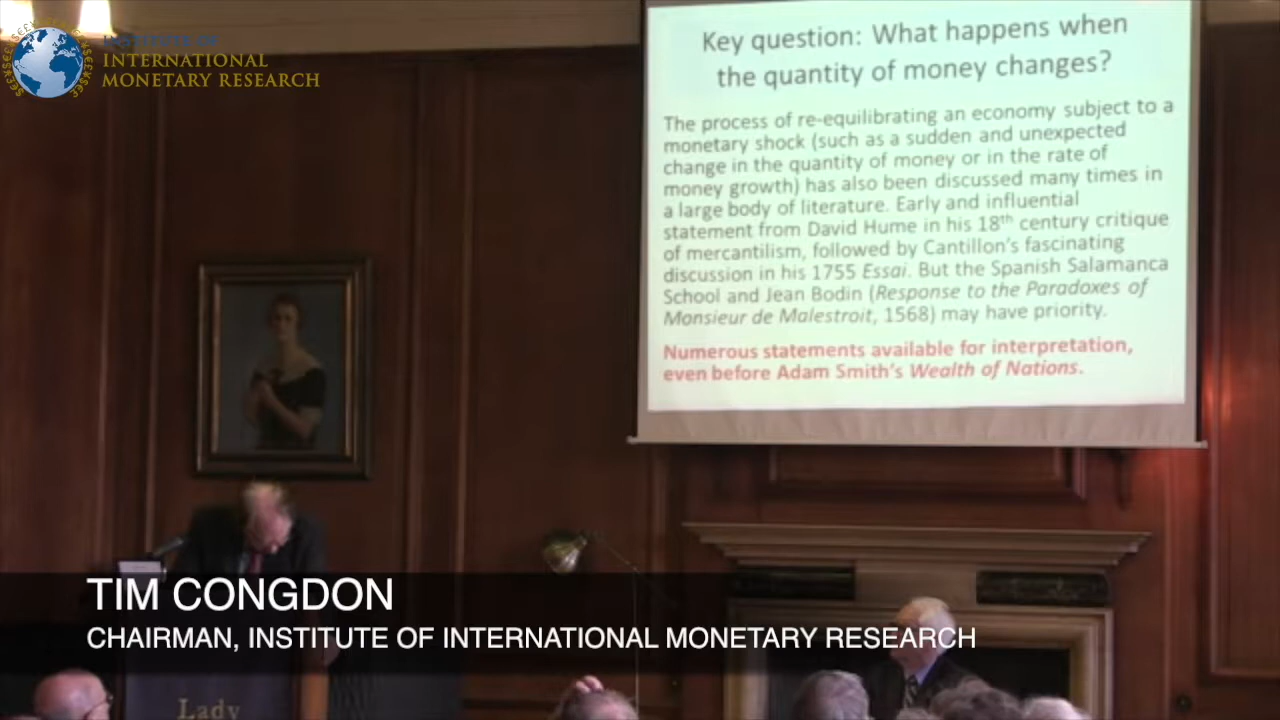 INSTITUTE OF
INTERNATIONAL
MONETARY RESEARCH
Key question: What happens when
the quantity of money changes?
The process of re-equilibrating an economy subject to a
monetary shock (such as a sudden and unexpected
change in the quantity of money or in the rate of
money growth) has also been discussed many times in
a large body of literature. Early and influential
statement from David Hume in his 18th century critique
of mercantilism, followed by Cantillon's fascinating
discussion in his 1755 Essai. But the Spanish Salamanca
School and Jean Bodin (Response to the Paradoxes of
Monsieur de Malestroit, 1568) may have priority.
Numerous statements available for interpretation,
even before Adam Smith's Wealth of Nations.
TIM CONGDON
CHAIRMAN, INSTITUTE OF INTERNATIONAL MONETARY RESEARCH
Lady